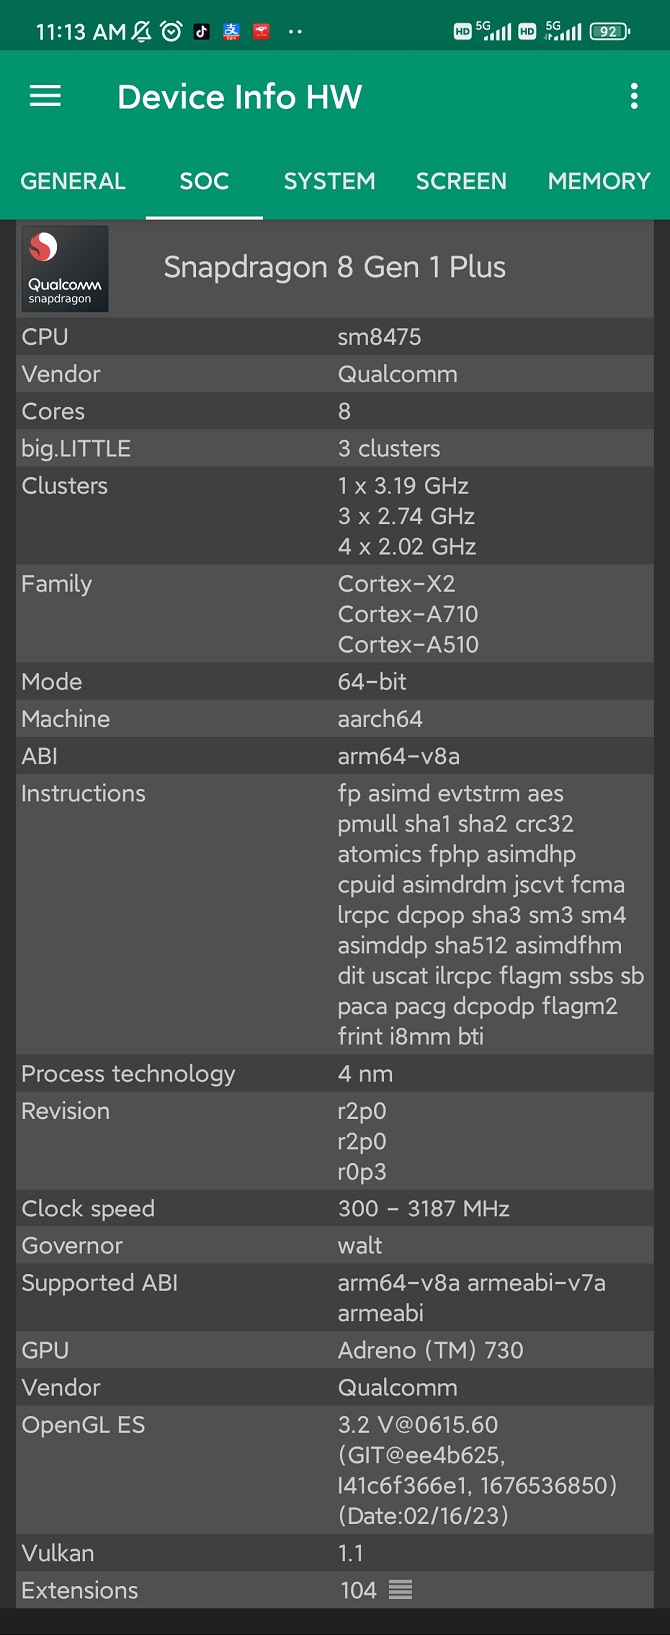 11:13 AM HD 5G HD 5G 92
Device Info HW
GENERAL SOC SYSTEM SCREEN MEMORY
Qualcomm
snapdragon
Snapdragon 8 Gen 1 Plus
CPU sm8475
Vendor Qualcomm
Cores 8
big.LITTLE 3 clusters
Clusters 1 x 3.19 GHz
3 x 2.74 GHz
4 x 2.02 GHz
Family Cortex-X2
Cortex-A710
Cortex-A510
Mode 64-bit
Machine aarch64
ABI arm64-v8a
Instructions fp asimd evtstrm aes
pmull sha1 sha2 crc32
atomics fphp asimdhp
cpuid asimdrdm jscvt fcma
lrcpc dcpop sha3 sm3 sm4
asimddp sha512 asimdfhm
dit uscat ilrcpc flagm ssbs sb
paca pacg dcpodp flagm2
frint i8mm bti
Process technology 4 nm
Revision r2p0
r2p0
r0p3
Clock speed 300 - 3187 MHz
Governor walt
Supported ABI arm64-v8a armeabi-v7a
armeabi
GPU Adreno (TM) 730
Vendor Qualcomm
OpenGL ES 3.2 V@0615.60
(GIT@ee4b625,
I41c6f366e1, 1676536850)
(Date:02/16/23)
Vulkan 1.1
Extensions 104